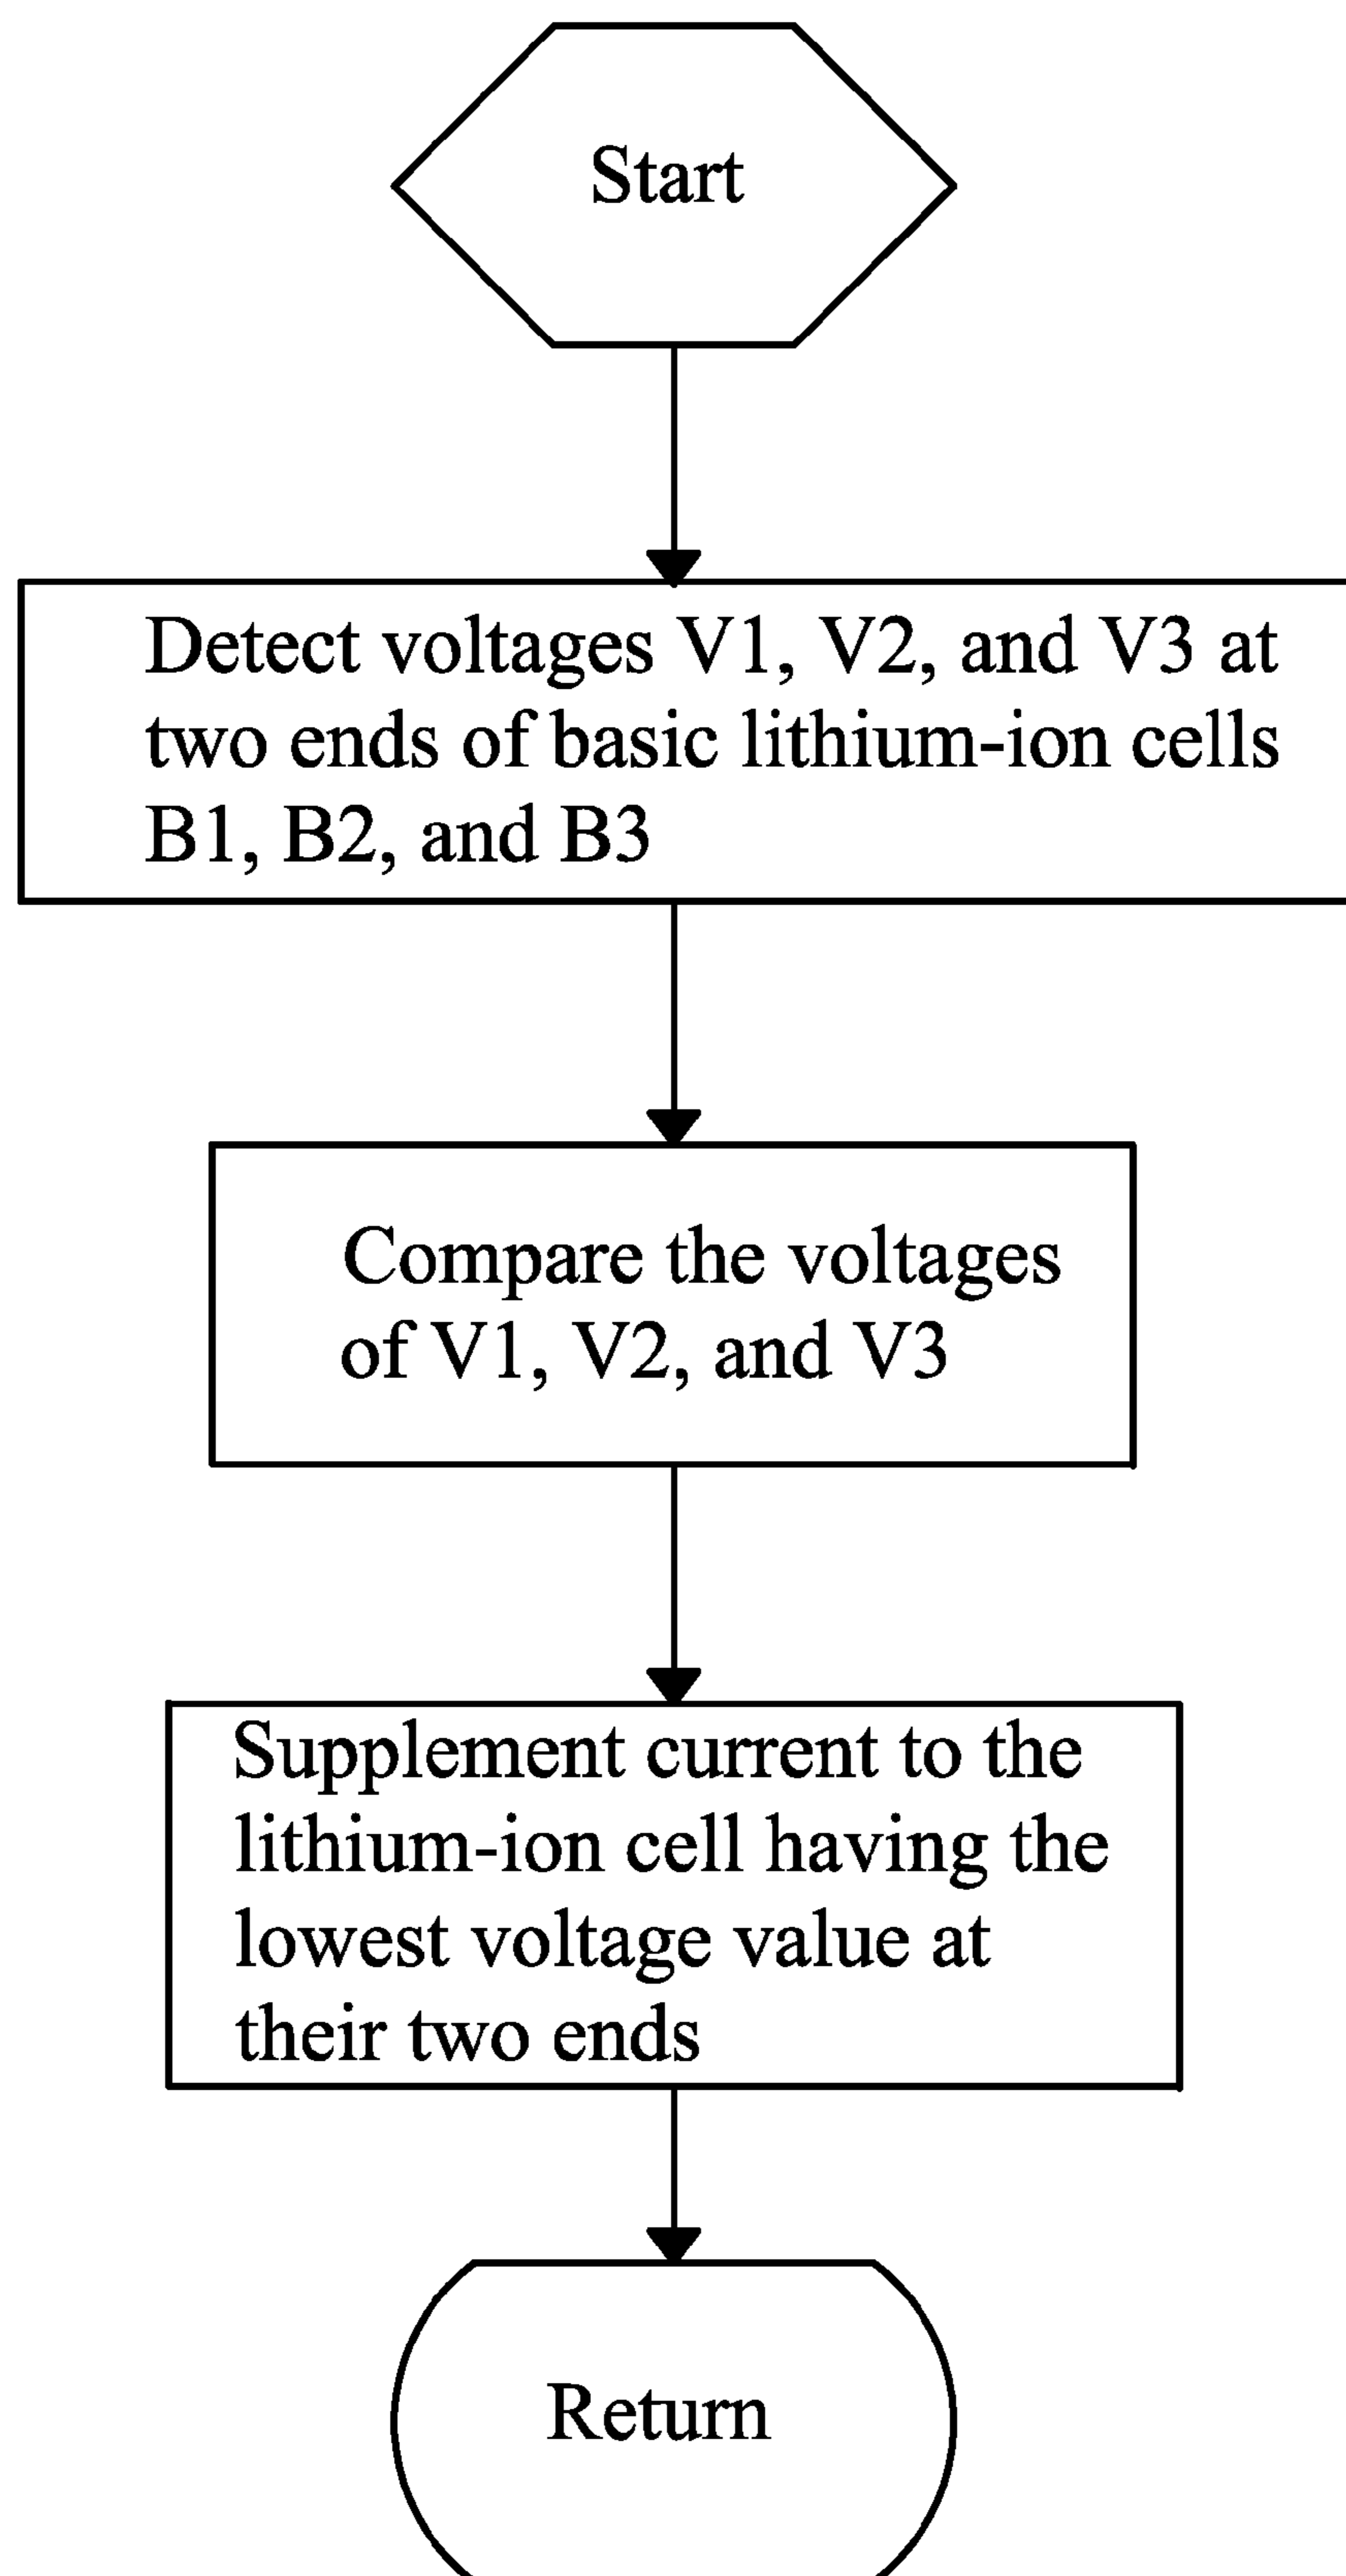 Start
Detect voltages V1, V2, and V3 at
two ends of basic lithium-ion cells
B1, B2, and B3
Compare the voltages
of V1, V2, and V3
Supplement current to the
lithium-ion cell having the
lowest voltage value at
their two ends
Return